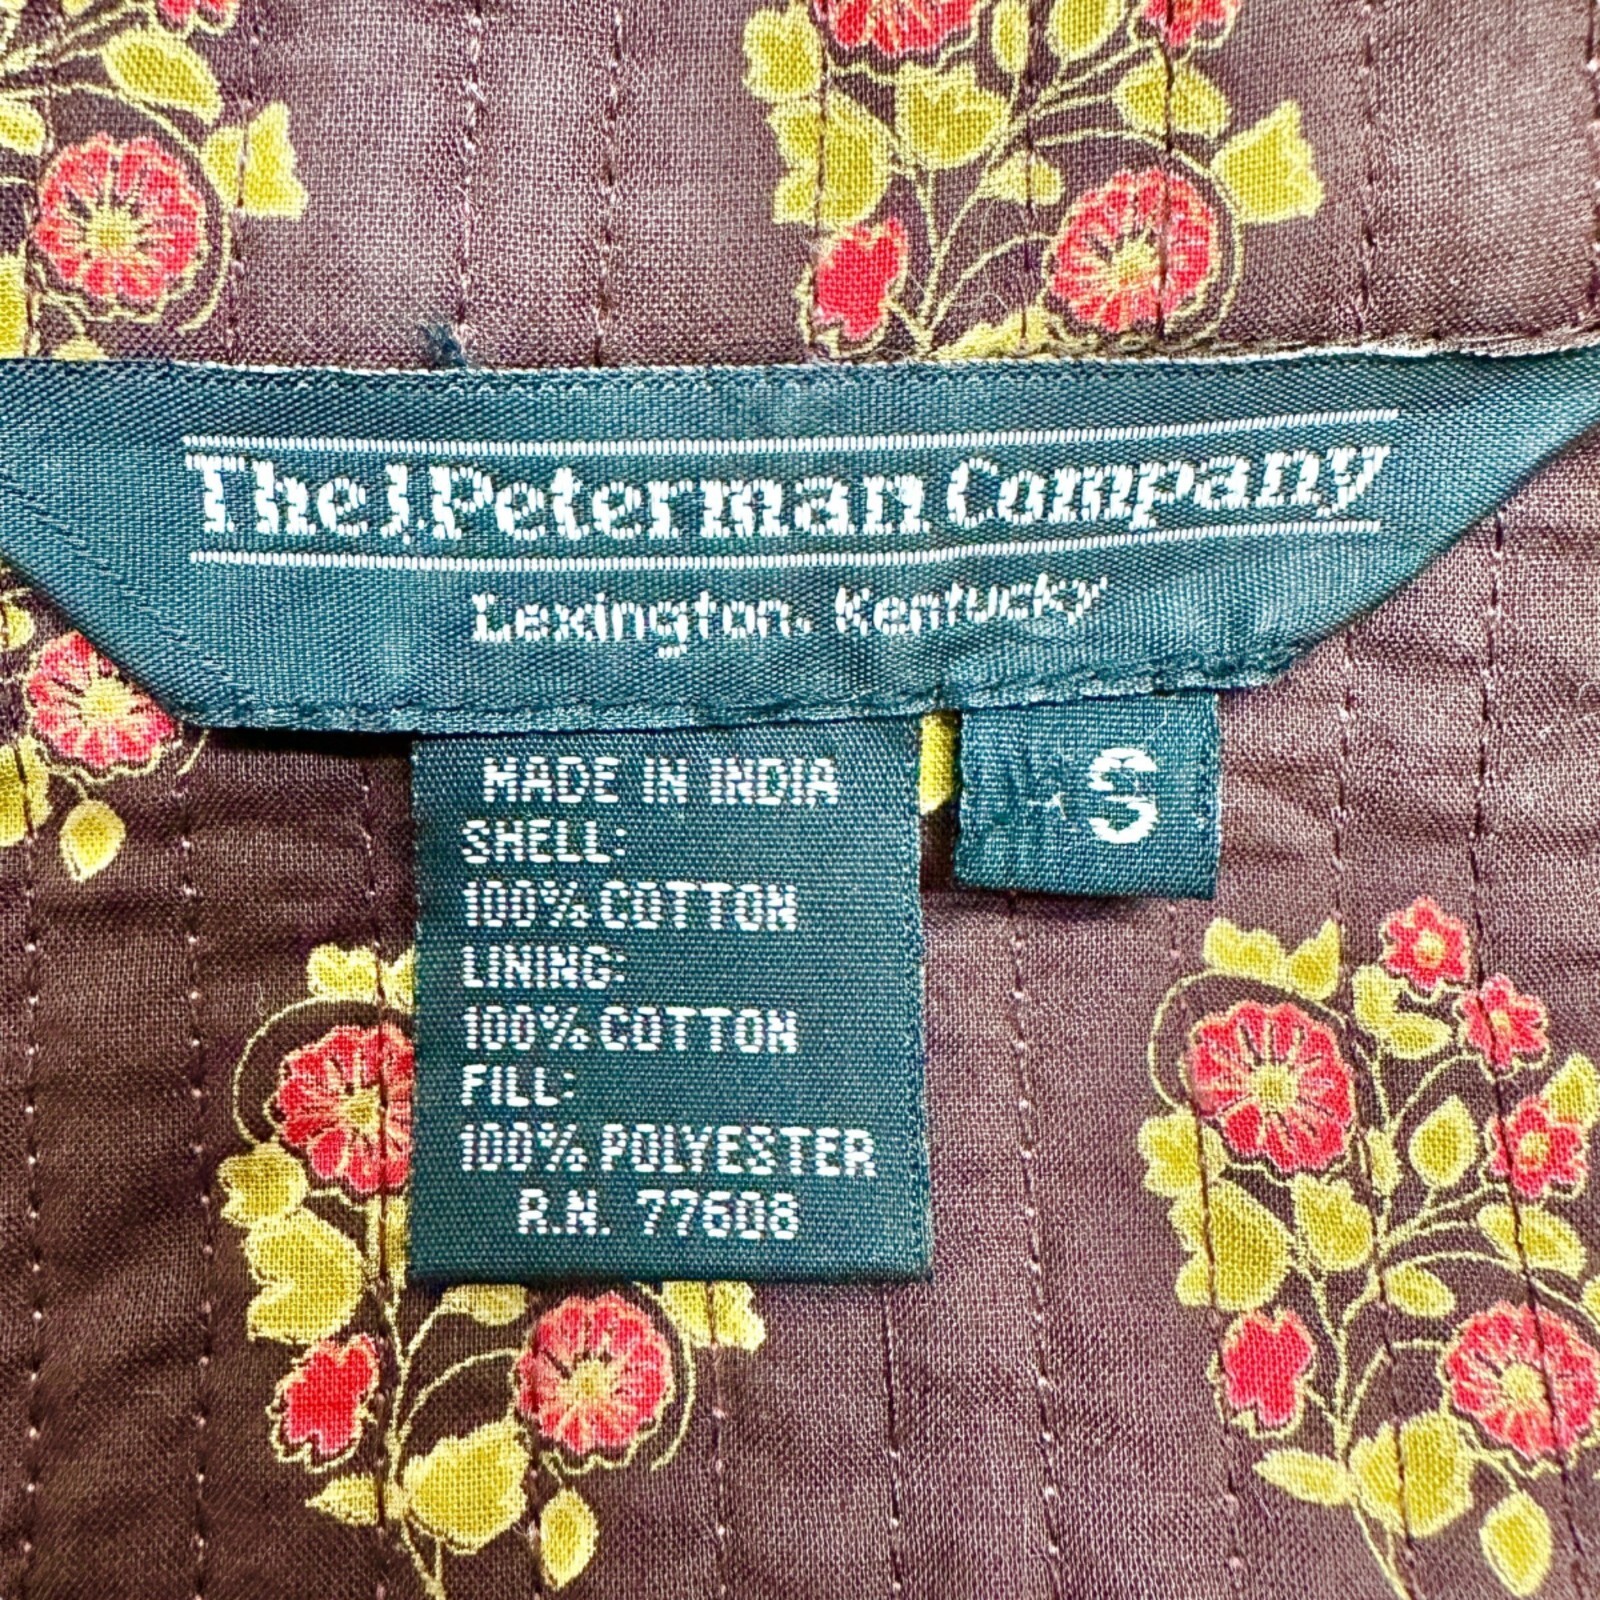 The J. Peterman Company
Lexington, Kentucky
MADE IN INDIA
SHELL:
100% COTTON
LINING:
100% COTTON
FILL:
100% POLYESTER
R.N. 77608
S